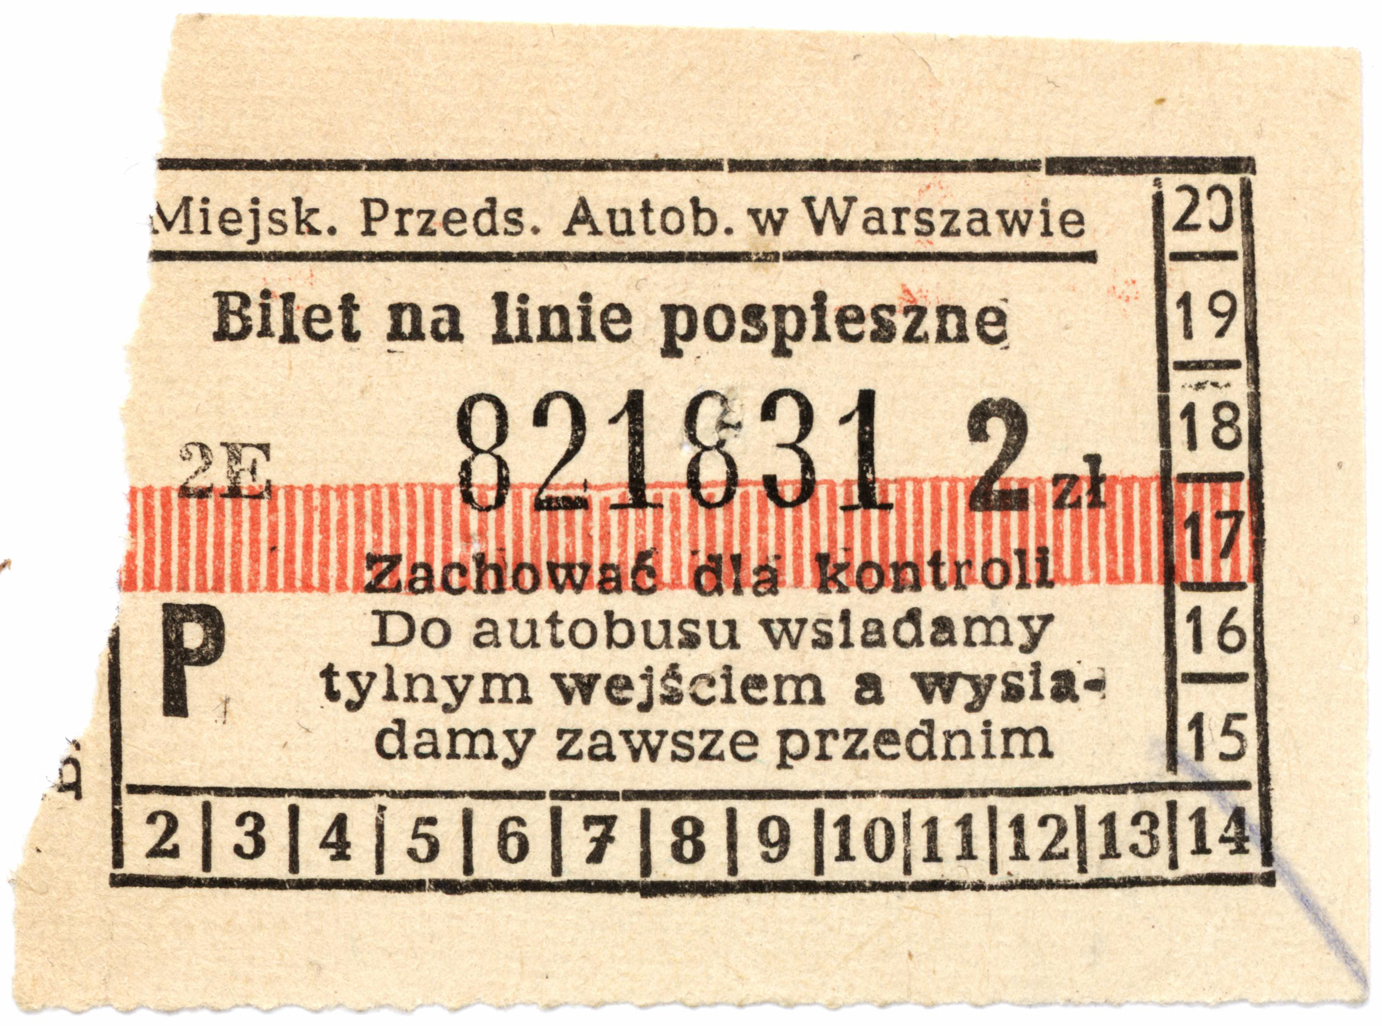 Miejsk. Przeds. Autob. w Warszawie
Bilet na linie pospieszne
2E 821831 2 zł
Zachować dla kontroli
P
Do autobusu wsiadamy
tylnym wejściem a wysia-
damy zawsze przednim
20
19
18
17
16
15
2 3 4 5 6 7 8 9 10 11 12 13 14